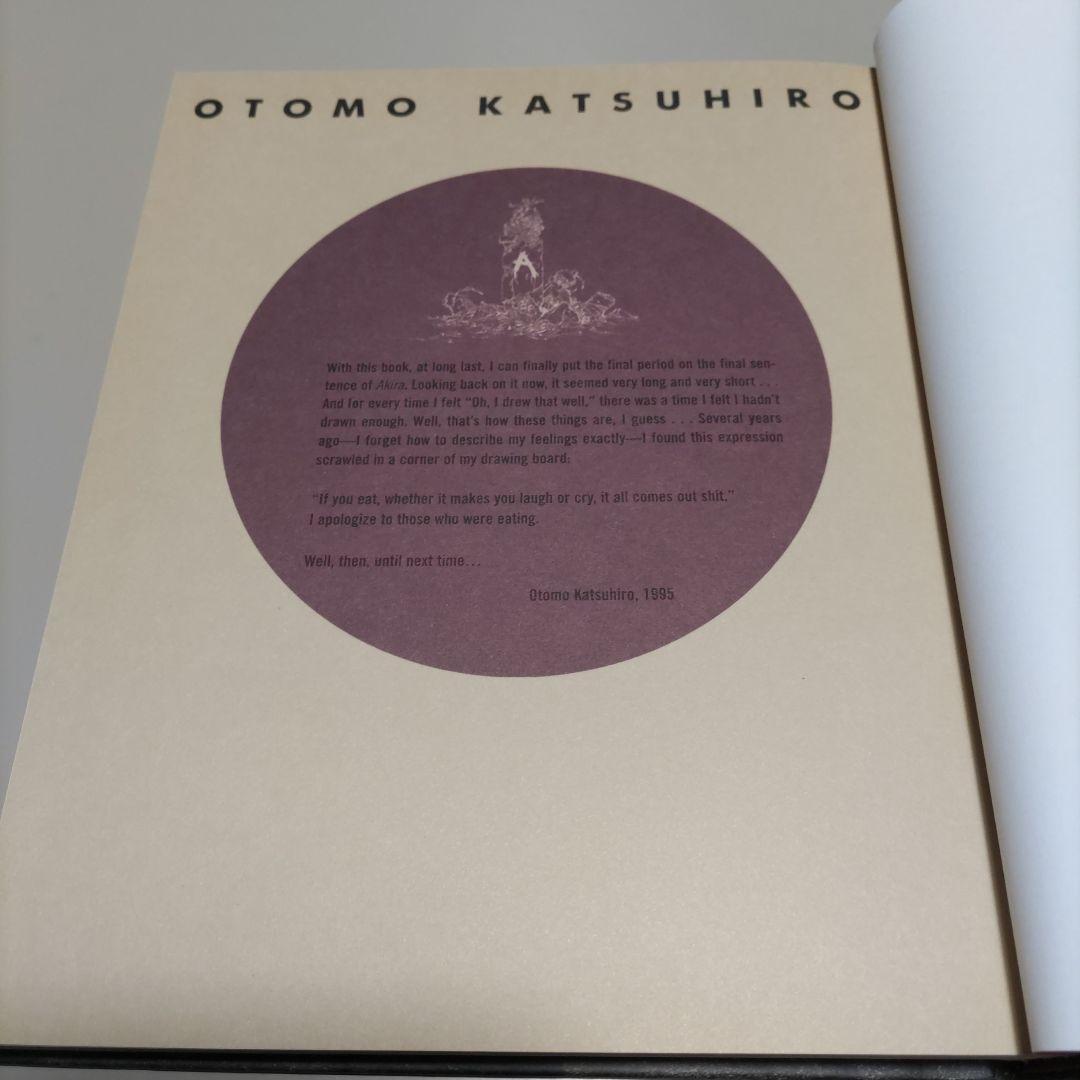 OTOMO KATSUHIRO
A
With this book, at long last, I can finally put the final period on the final sen-
tence of Akira. Looking back on it now, it seemed very long and very short . . .
And for every time I felt "Oh, I drew that well," there was a time I felt I hadn't
drawn enough. Well, that's how these things are, I guess . . . Several years
ago—I forget how to describe my feelings exactly—I found this expression
scrawled in a corner of my drawing board:
"If you eat, whether it makes you laugh or cry, it all comes out shit."
I apologize to those who were eating.
Well, then, until next time...
Otomo Katsuhiro, 1995